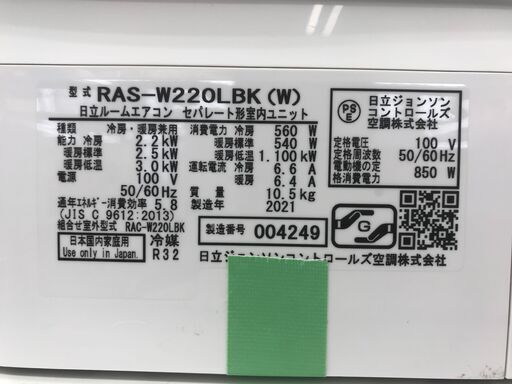 型式 RAS-W220LBK(W)
日立ルームエアコン セパレート形室内ユニット
種類 冷房・暖房兼用
能力 冷房 2.2kW
暖房標準 2.5kW
暖房低温 3.0kW
電源 100 V
50/60Hz
通年エネルギー消費効率 5.8
(JIS C 9612:2013)
組合せ室外型式 RAC-W220LBK
消費電力 冷房 560 W
暖房標準 540 W
暖房低温 1.100kW
運転電流 冷房 6.6 A
暖房 6.4 A
質量 10.5kg
製造年 2021
日本国内家庭用
Use only in Japan.
冷媒
R32
製造番号 004249
PS
E
日立ジョンソン
コントロールズ
空調株式会社
定格電圧 100 V
定格周波数 50/60Hz
電動機の定
格消費電力 850 W
G
日立ジョンソンコントロールズ空調株式会社